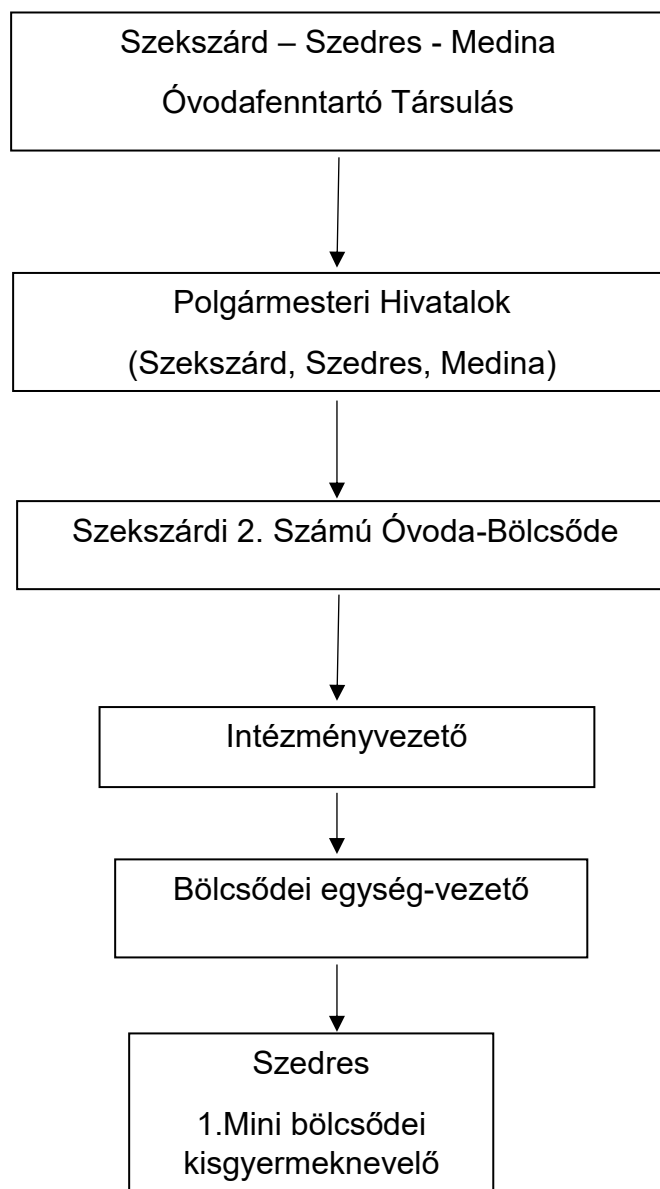 Szekszárd – Szedres - Medina
Óvodafenntartó Társulás
Polgármesteri Hivatalok
(Szekszárd, Szedres, Medina)
Szekszárdi 2. Számú Óvoda-Bölcsőde
Intézményvezető
Bölcsődei egység-vezető
Szedres
1.Mini bölcsődei
kisgyermeknevelő